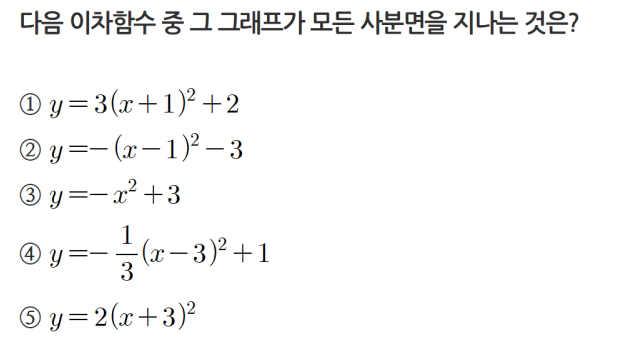 다음 이차함수 중 그 그래프가 모든 사분면을 지나는 것은?
① y=3(x+1)²+2
② y=−(x−1)²−3
③ y=−x²+3
④ y=−1/3(x−3)²+1
⑤ y=2(x+3)²